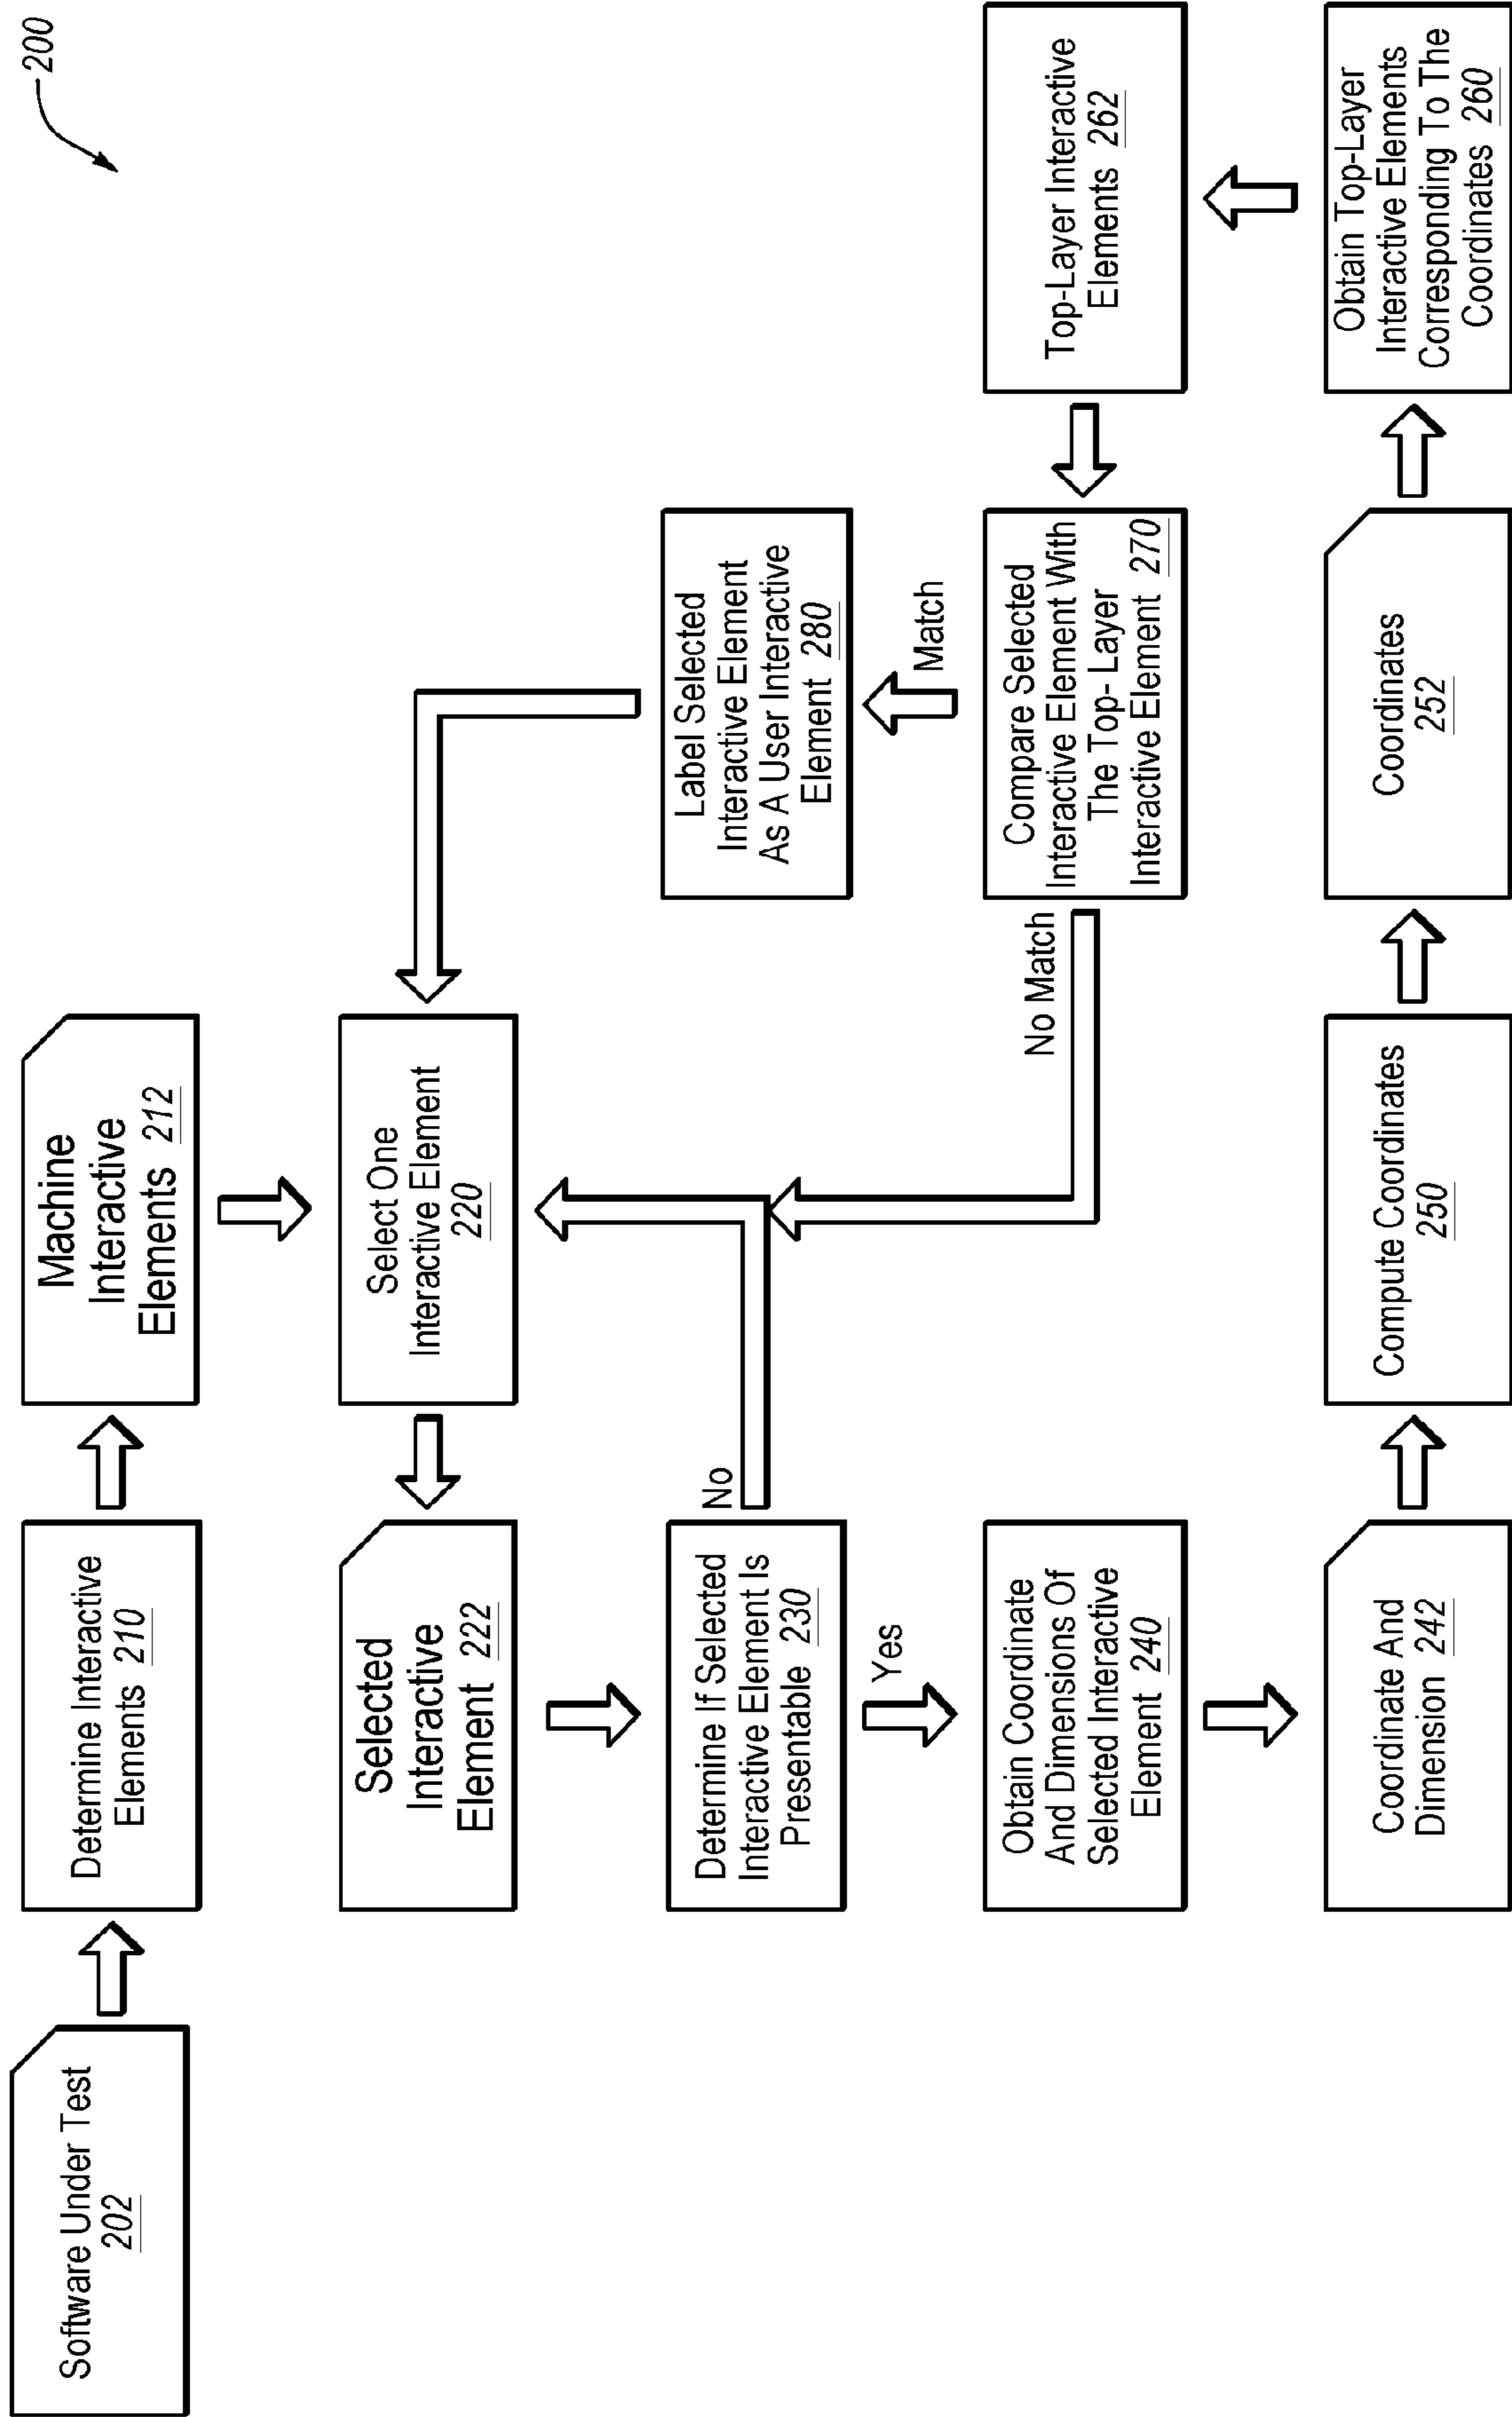 200
Software Under Test
202
Determine Interactive
Elements 210
Machine
Interactive
Elements 212
Select One
Interactive Element
220
Selected
Interactive
Element 222
Determine If Selected
Interactive Element Is
Presentable 230
No
Yes
Obtain Coordinate
And Dimensions Of
Selected Interactive
Element 240
Coordinate And
Dimension 242
Compute Coordinates
250
Coordinates
252
Obtain Top-Layer
Interactive Elements
Corresponding To The
Coordinates 260
Top-Layer Interactive
Elements 262
Compare Selected
Interactive Element With
The Top- Layer
Interactive Element 270
No Match
Match
Label Selected
Interactive Element
As A User Interactive
Element 280